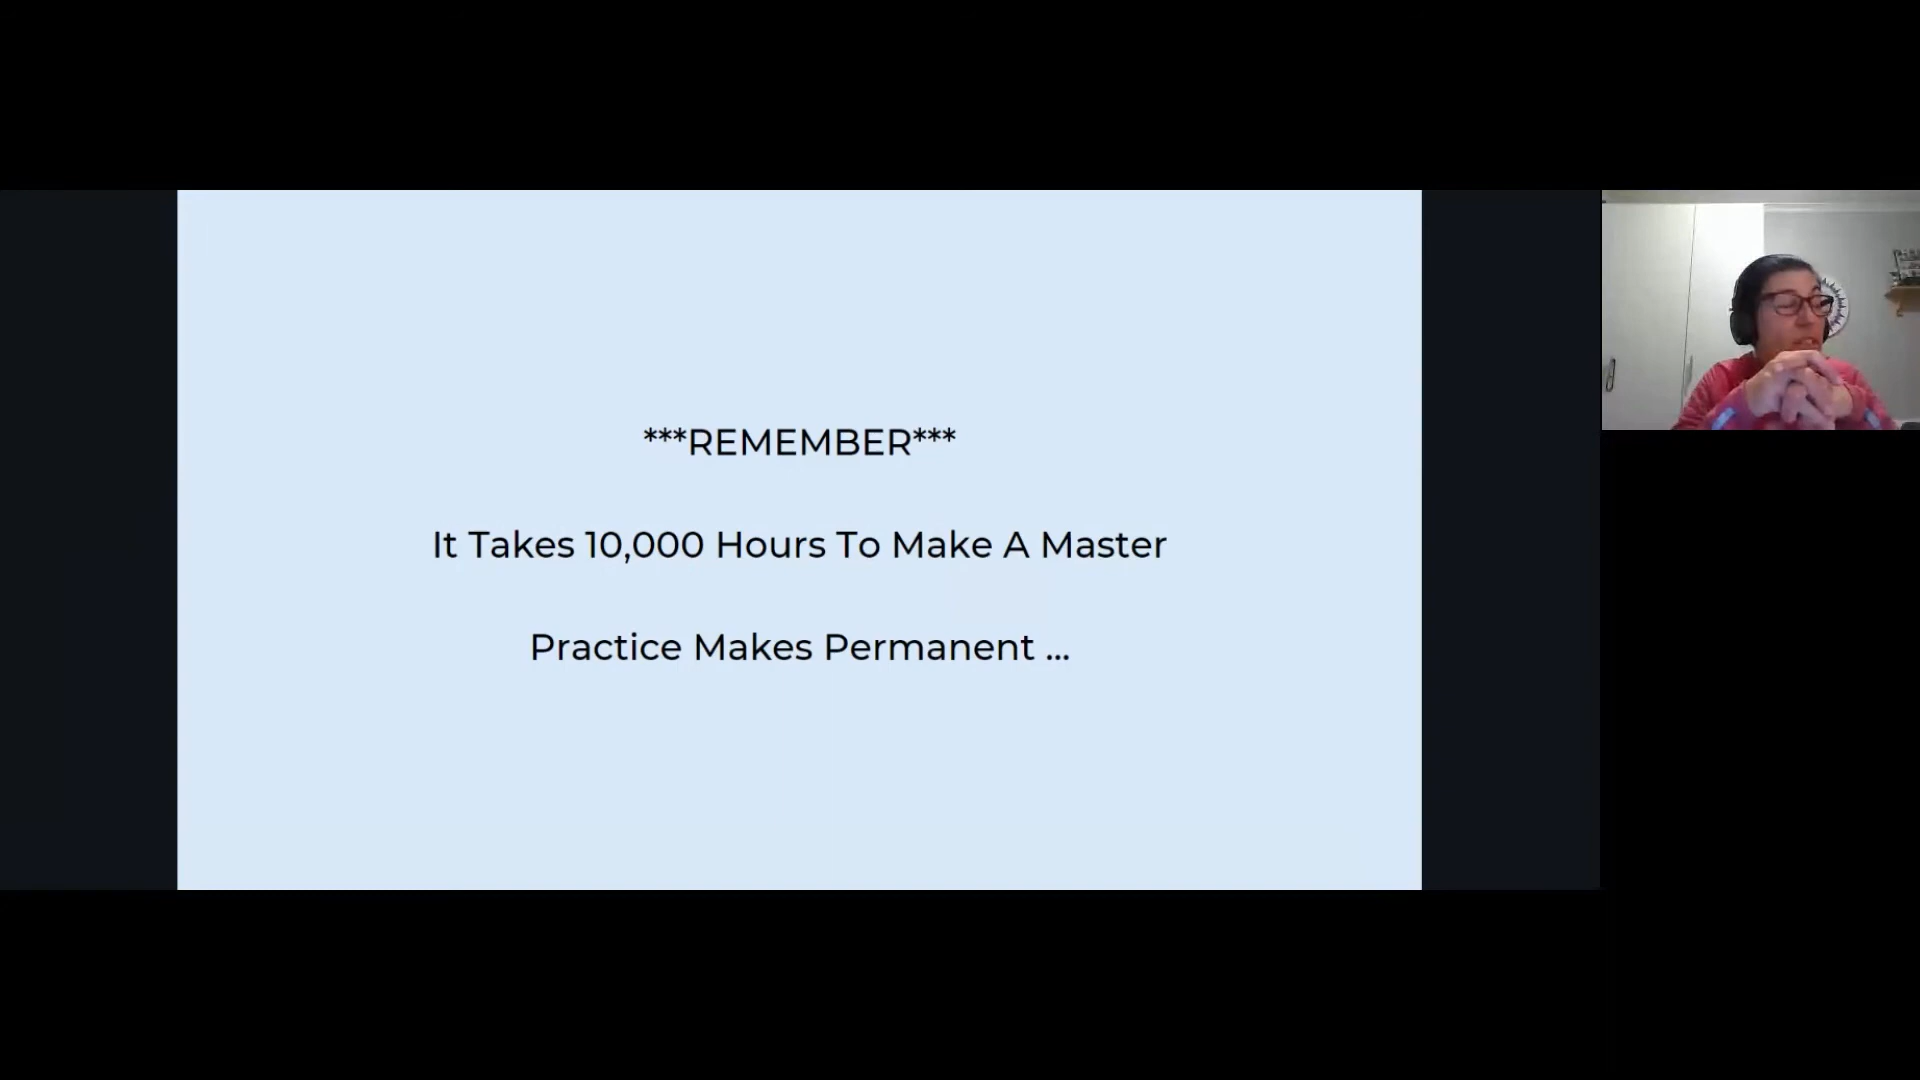 ***REMEMBER***
It Takes 10,000 Hours To Make A Master
Practice Makes Permanent ...